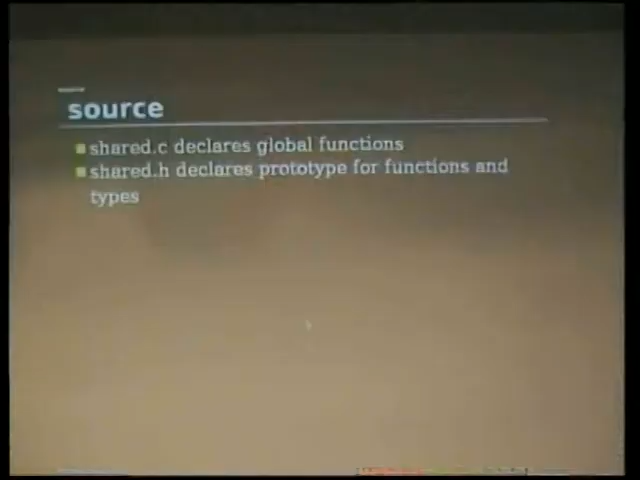 source
shared.c declares global functions
shared.h declares prototype for functions and
types